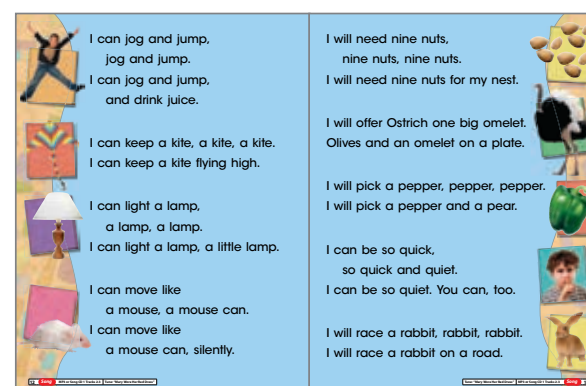 I can jog and jump,
jog and jump.
I can jog and jump,
and drink juice.
I can keep a kite, a kite, a kite.
I can keep a kite flying high.
I can light a lamp,
a lamp, a lamp.
I can light a lamp, a little lamp.
I can move like
a mouse, a mouse can.
I can move like
a mouse can, silently.
I will need nine nuts,
nine nuts, nine nuts.
I will need nine nuts for my nest.
I will offer Ostrich one big omelet.
Olives and an omelet on a plate.
I will pick a pepper, pepper, pepper.
I will pick a pepper and a pear.
I can be so quick,
so quick and quiet.
I can be so quiet. You can, too.
I will race a rabbit, rabbit, rabbit.
I will race a rabbit on a road.
Song
Song